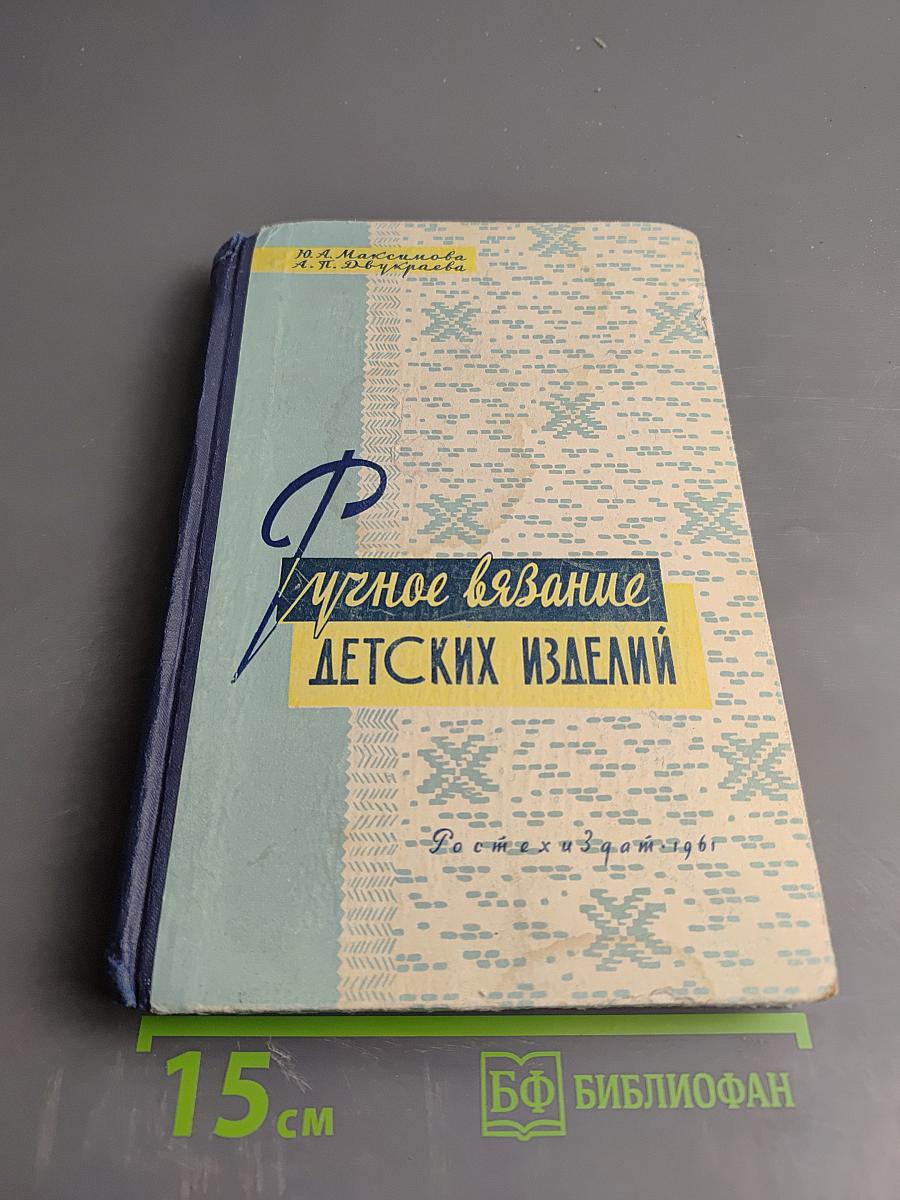 Ю.А.Максимова
А.П.Двукраева
Ручное вязание
ДЕТСКИХ ИЗДЕЛИЙ
Ростехиздат·1961
15 см
БФ БИБЛИОФАН